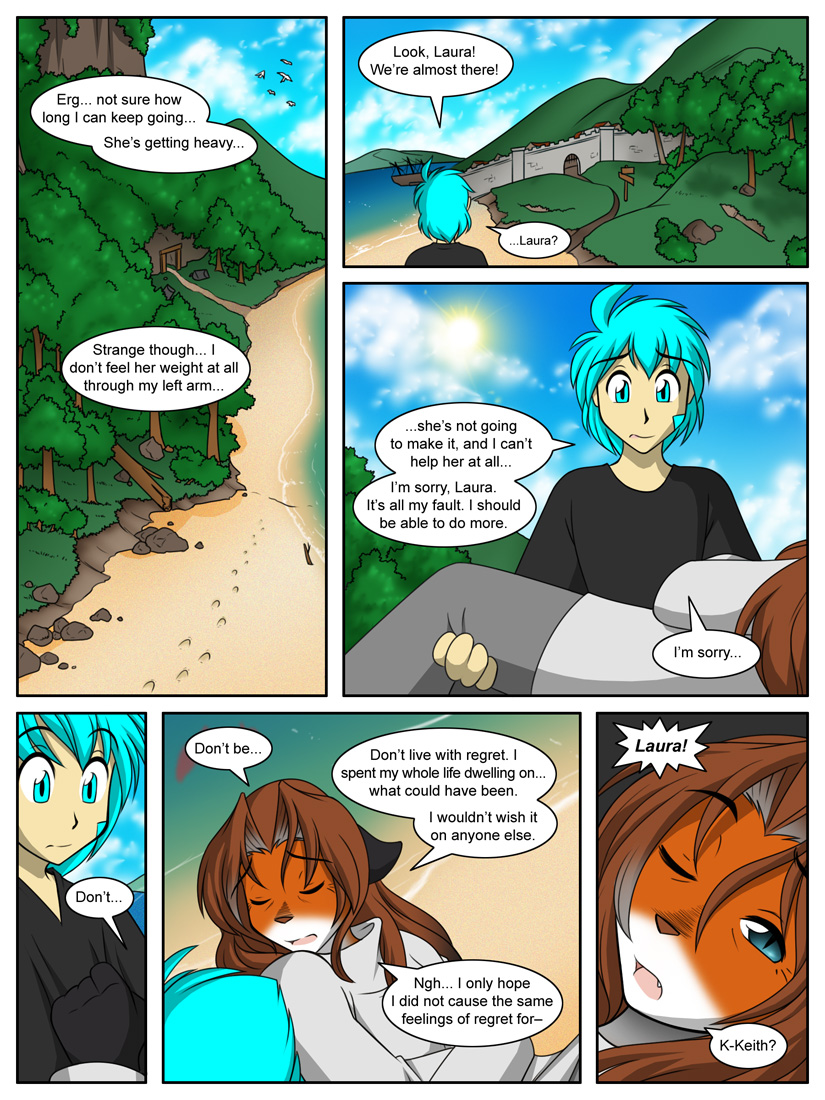 Erg... not sure how
long I can keep going...
She's getting heavy...
Strange though... I
don't feel her weight at all
through my left arm...
Look, Laura!
We're almost there!
...Laura?
...she's not going
to make it, and I can't
help her at all...
I'm sorry, Laura.
It's all my fault. I should
be able to do more.
I'm sorry...
Don't...
Don't be...
Don't live with regret. I
spent my whole life dwelling on...
what could have been.
I wouldn't wish it
on anyone else.
Ngh... I only hope
I did not cause the same
feelings of regret for–
Laura!
K-Keith?